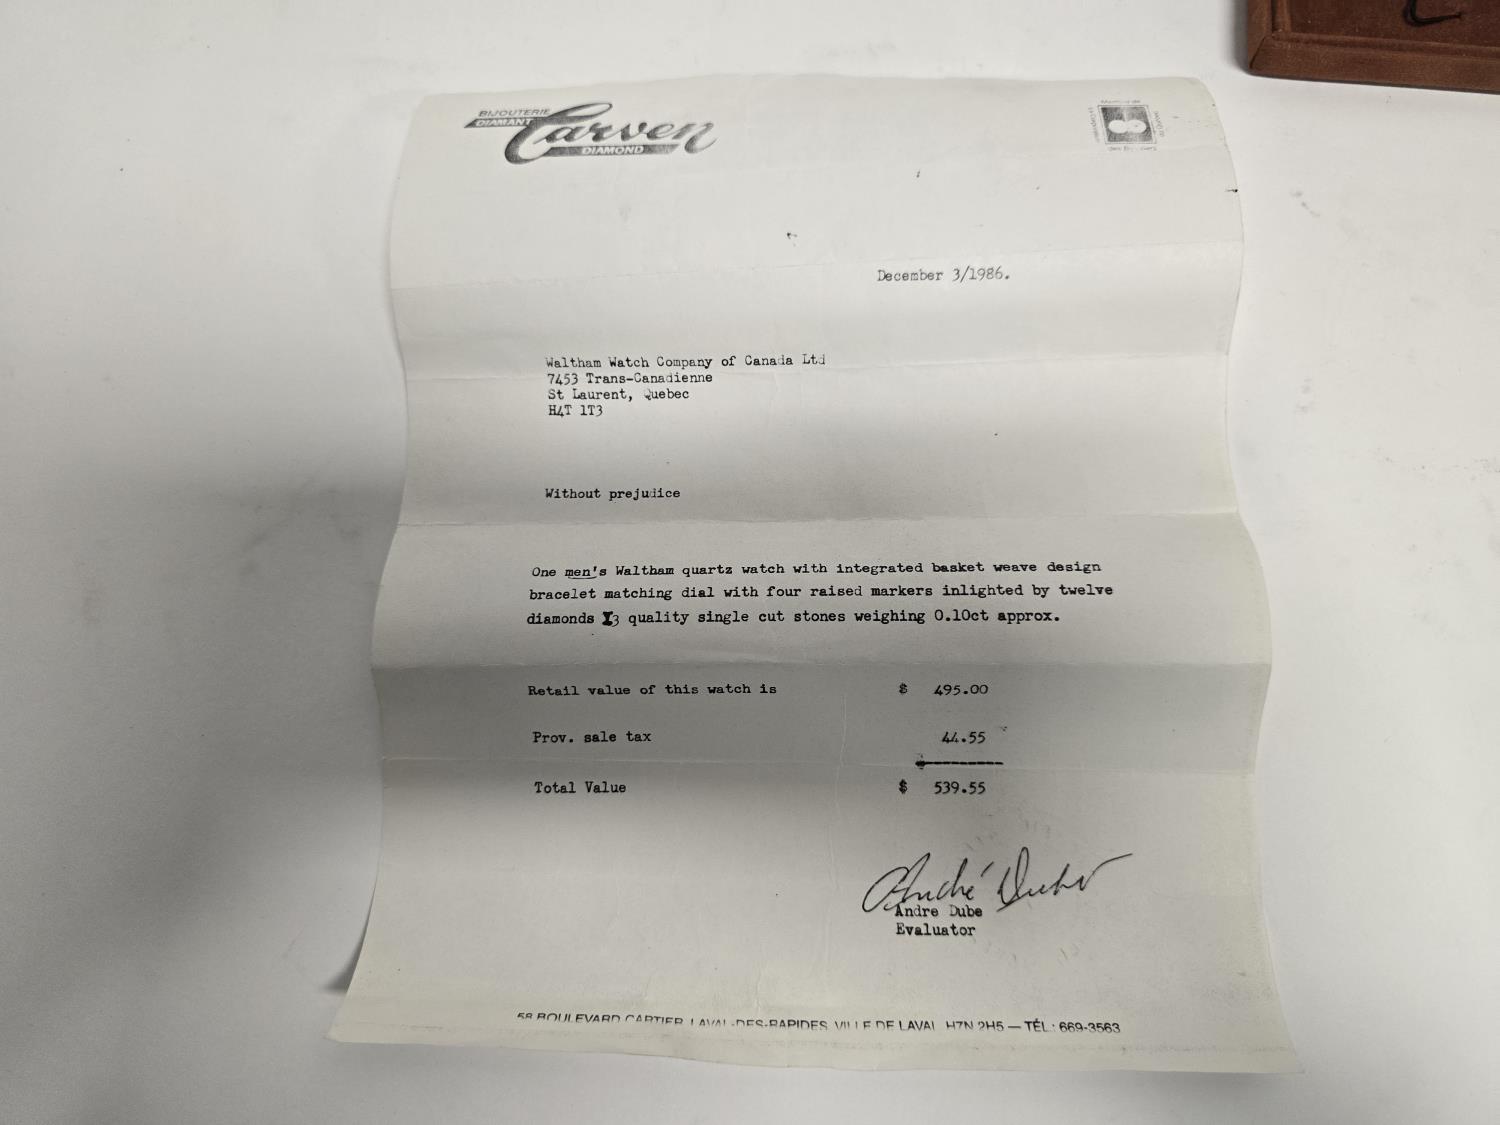 BIJOUTERIE
DIAMANT
Carven
DIAMOND
December 3/1986.
Waltham Watch Company of Canada Ltd
7453 Trans-Canadienne
St Laurent, Quebec
H4T 1T3
Without prejudice
One men's Waltham quartz watch with integrated basket weave design
bracelet matching dial with four raised markers inlighted by twelve
diamonds I3 quality single cut stones weighing 0.10ct approx.
Retail value of this watch is $ 495.00
Prov. sale tax 44.55
Total Value $ 539.55
André Dubé
Andre Dube
Evaluator
58 BOULEVARD CARTIER, LAVAL-DES-RAPIDES, VILLE DE LAVAL H7N 2H5 — TÉL.: 669-3563